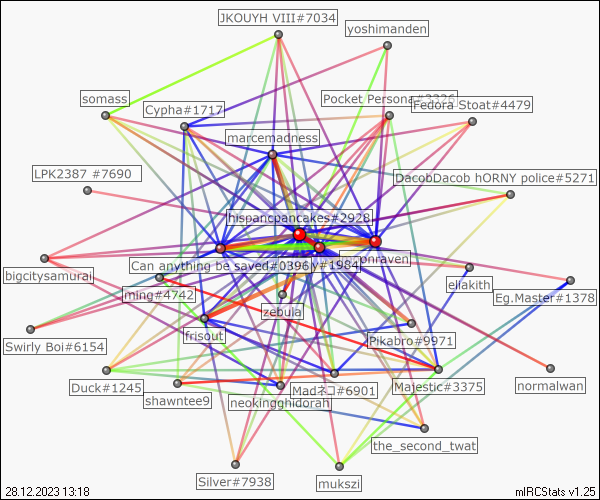 JKOUYH VIII#7034
yoshimanden
somass
Cypha#1717
Pocket Persona
Fedora Stoat#4479
marcemadness
LPK2387 #7690
DacobDacob hORNY police#5271
hispancpancakes#2928
Can anything be saved#0396
y#1984
onraven
bigcitysamurai
ming#4742
ellakith
Eg.Master#1378
zebula
Swirly Boi#6154
frisout
Pikabro#9971
Duck#1245
shawntee9
neokingghidorah
Madネコ#6901
Majestic#3375
normalwan
the_second_twat
Silver#7938
mukszi
28.12.2023 13:18
mIRCStats v1.25